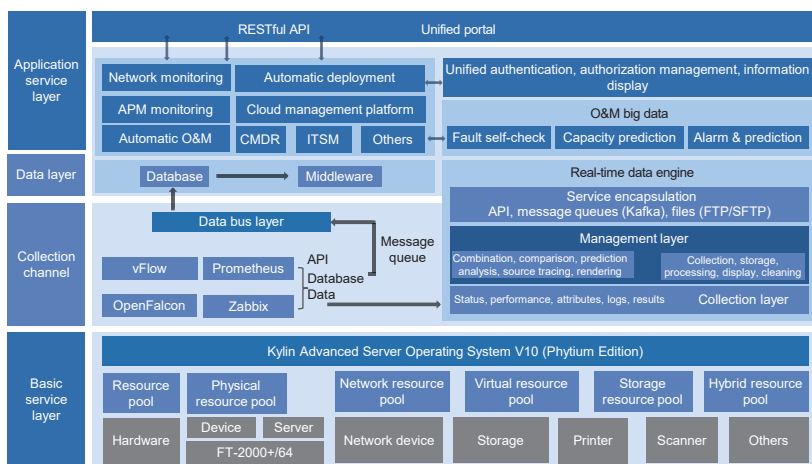 RESTful API
Unified portal
Application
service
layer
Network monitoring
Automatic deployment
Unified authentication, authorization management, information
display
APM monitoring
Cloud management platform
O&M big data
Automatic O&M
CMDR
ITSM
Others
Fault self-check
Capacity prediction
Alarm & prediction
Data layer
Database
Middleware
Real-time data engine
Service encapsulation
API, message queues (Kafka), files (FTP/SFTP)
Collection
channel
Data bus layer
Message
queue
vFlow
Prometheus
OpenFalcon
Zabbix
API
Database
Data
Management layer
Combination, comparison, prediction
analysis, source tracing, rendering
Collection, storage,
processing, display, cleaning
Status, performance, attributes, logs, results
Collection layer
Basic
service
layer
Kylin Advanced Server Operating System V10 (Phytium Edition)
Resource
pool
Physical
resource pool
Network resource
pool
Virtual resource
pool
Storage
resource pool
Hybrid resource
pool
Hardware
Device
Server
FT-2000+/64
Network device
Storage
Printer
Scanner
Others